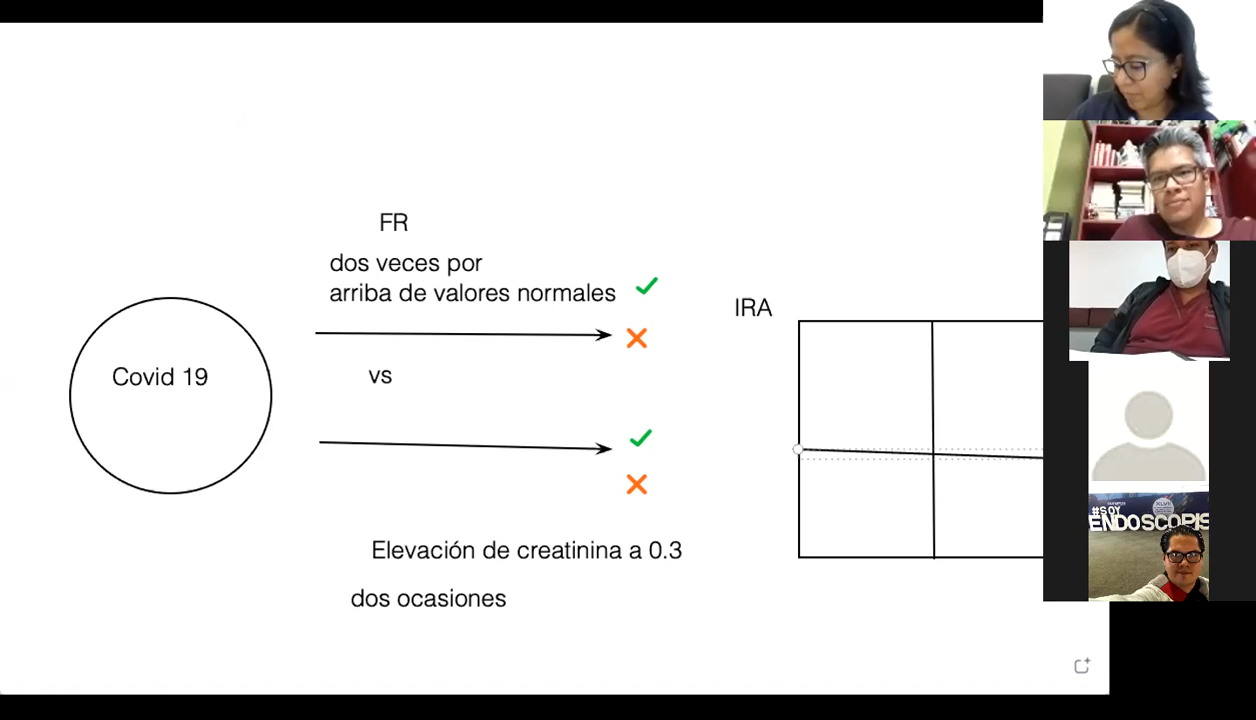 FR
dos veces por
arriba de valores normales
IRA
Covid 19
vs
Elevación de creatinina a 0.3
dos ocasiones
#SOY
ENDOSCOPIS